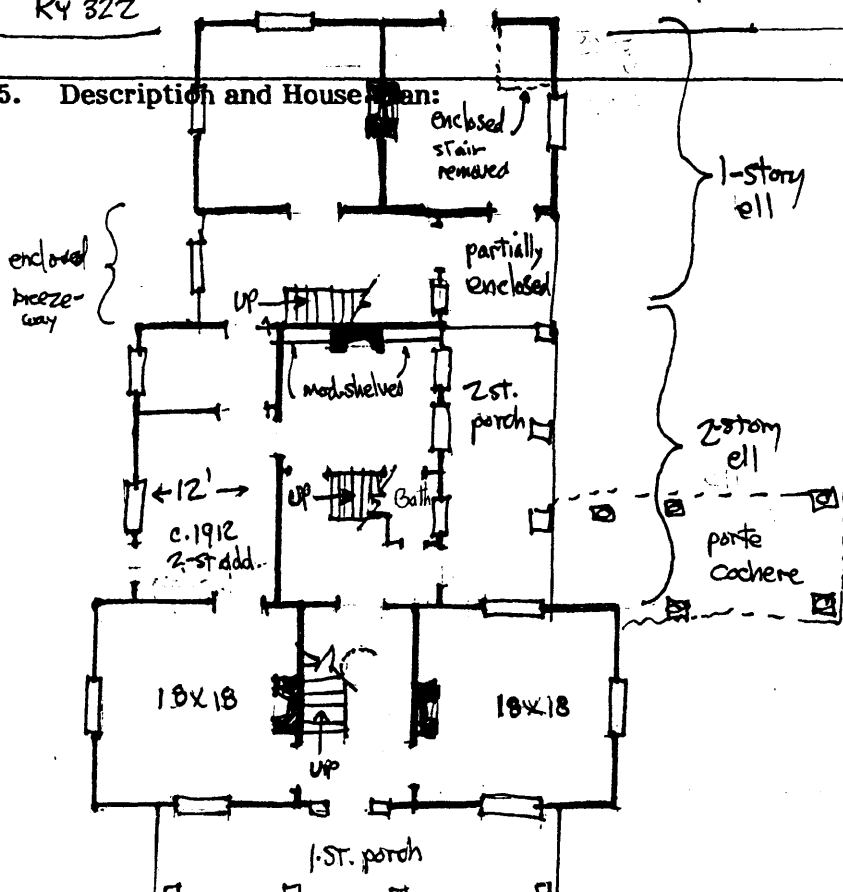 RY 322
5. Description and House Plan:
enclosed
stair
removed
1-story
ell
enclosed
breeze-
way
partially
enclosed
UP
mod. shelves
2 st.
porch
2-story
ell
←12'→
UP
Bath
c.1912
2-st add.
porte
cochere
18x18
18x18
UP
1.ST. porch